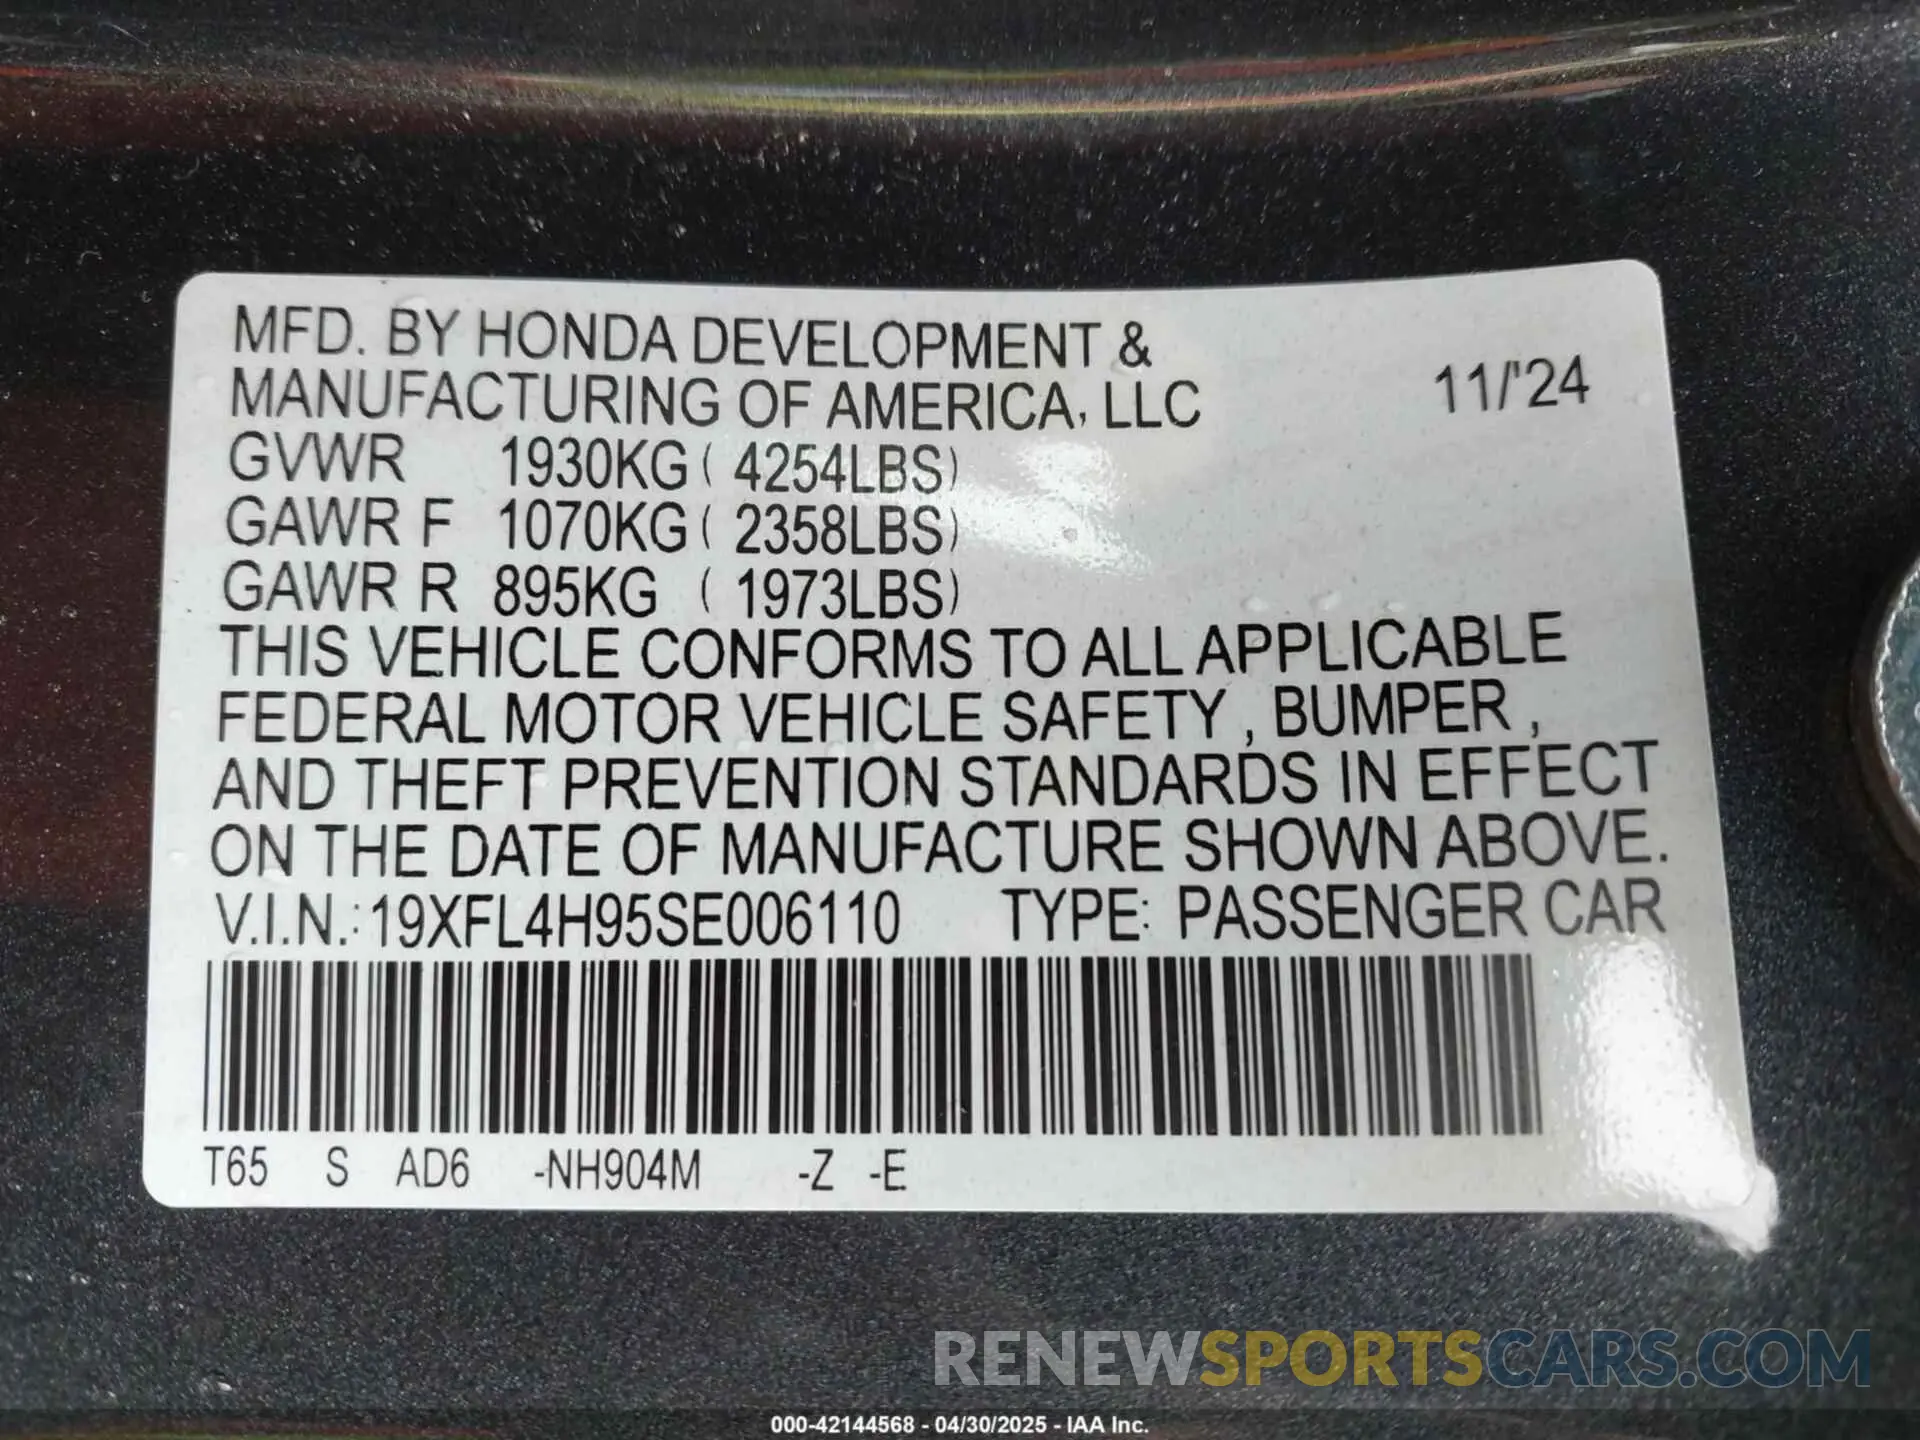 MFD. BY HONDA DEVELOPMENT &
MANUFACTURING OF AMERICA, LLC 11/'24
GVWR 1930KG ( 4254LBS)
GAWR F 1070KG ( 2358LBS)
GAWR R 895KG ( 1973LBS)
THIS VEHICLE CONFORMS TO ALL APPLICABLE
FEDERAL MOTOR VEHICLE SAFETY , BUMPER ,
AND THEFT PREVENTION STANDARDS IN EFFECT
ON THE DATE OF MANUFACTURE SHOWN ABOVE.
V.I.N.: 19XFL4H95SE006110 TYPE: PASSENGER CAR
T65 S AD6 -NH904M -Z -E
RENEWSPORTSCARS.COM
000-42144568 - 04/30/2025 - IAA Inc.